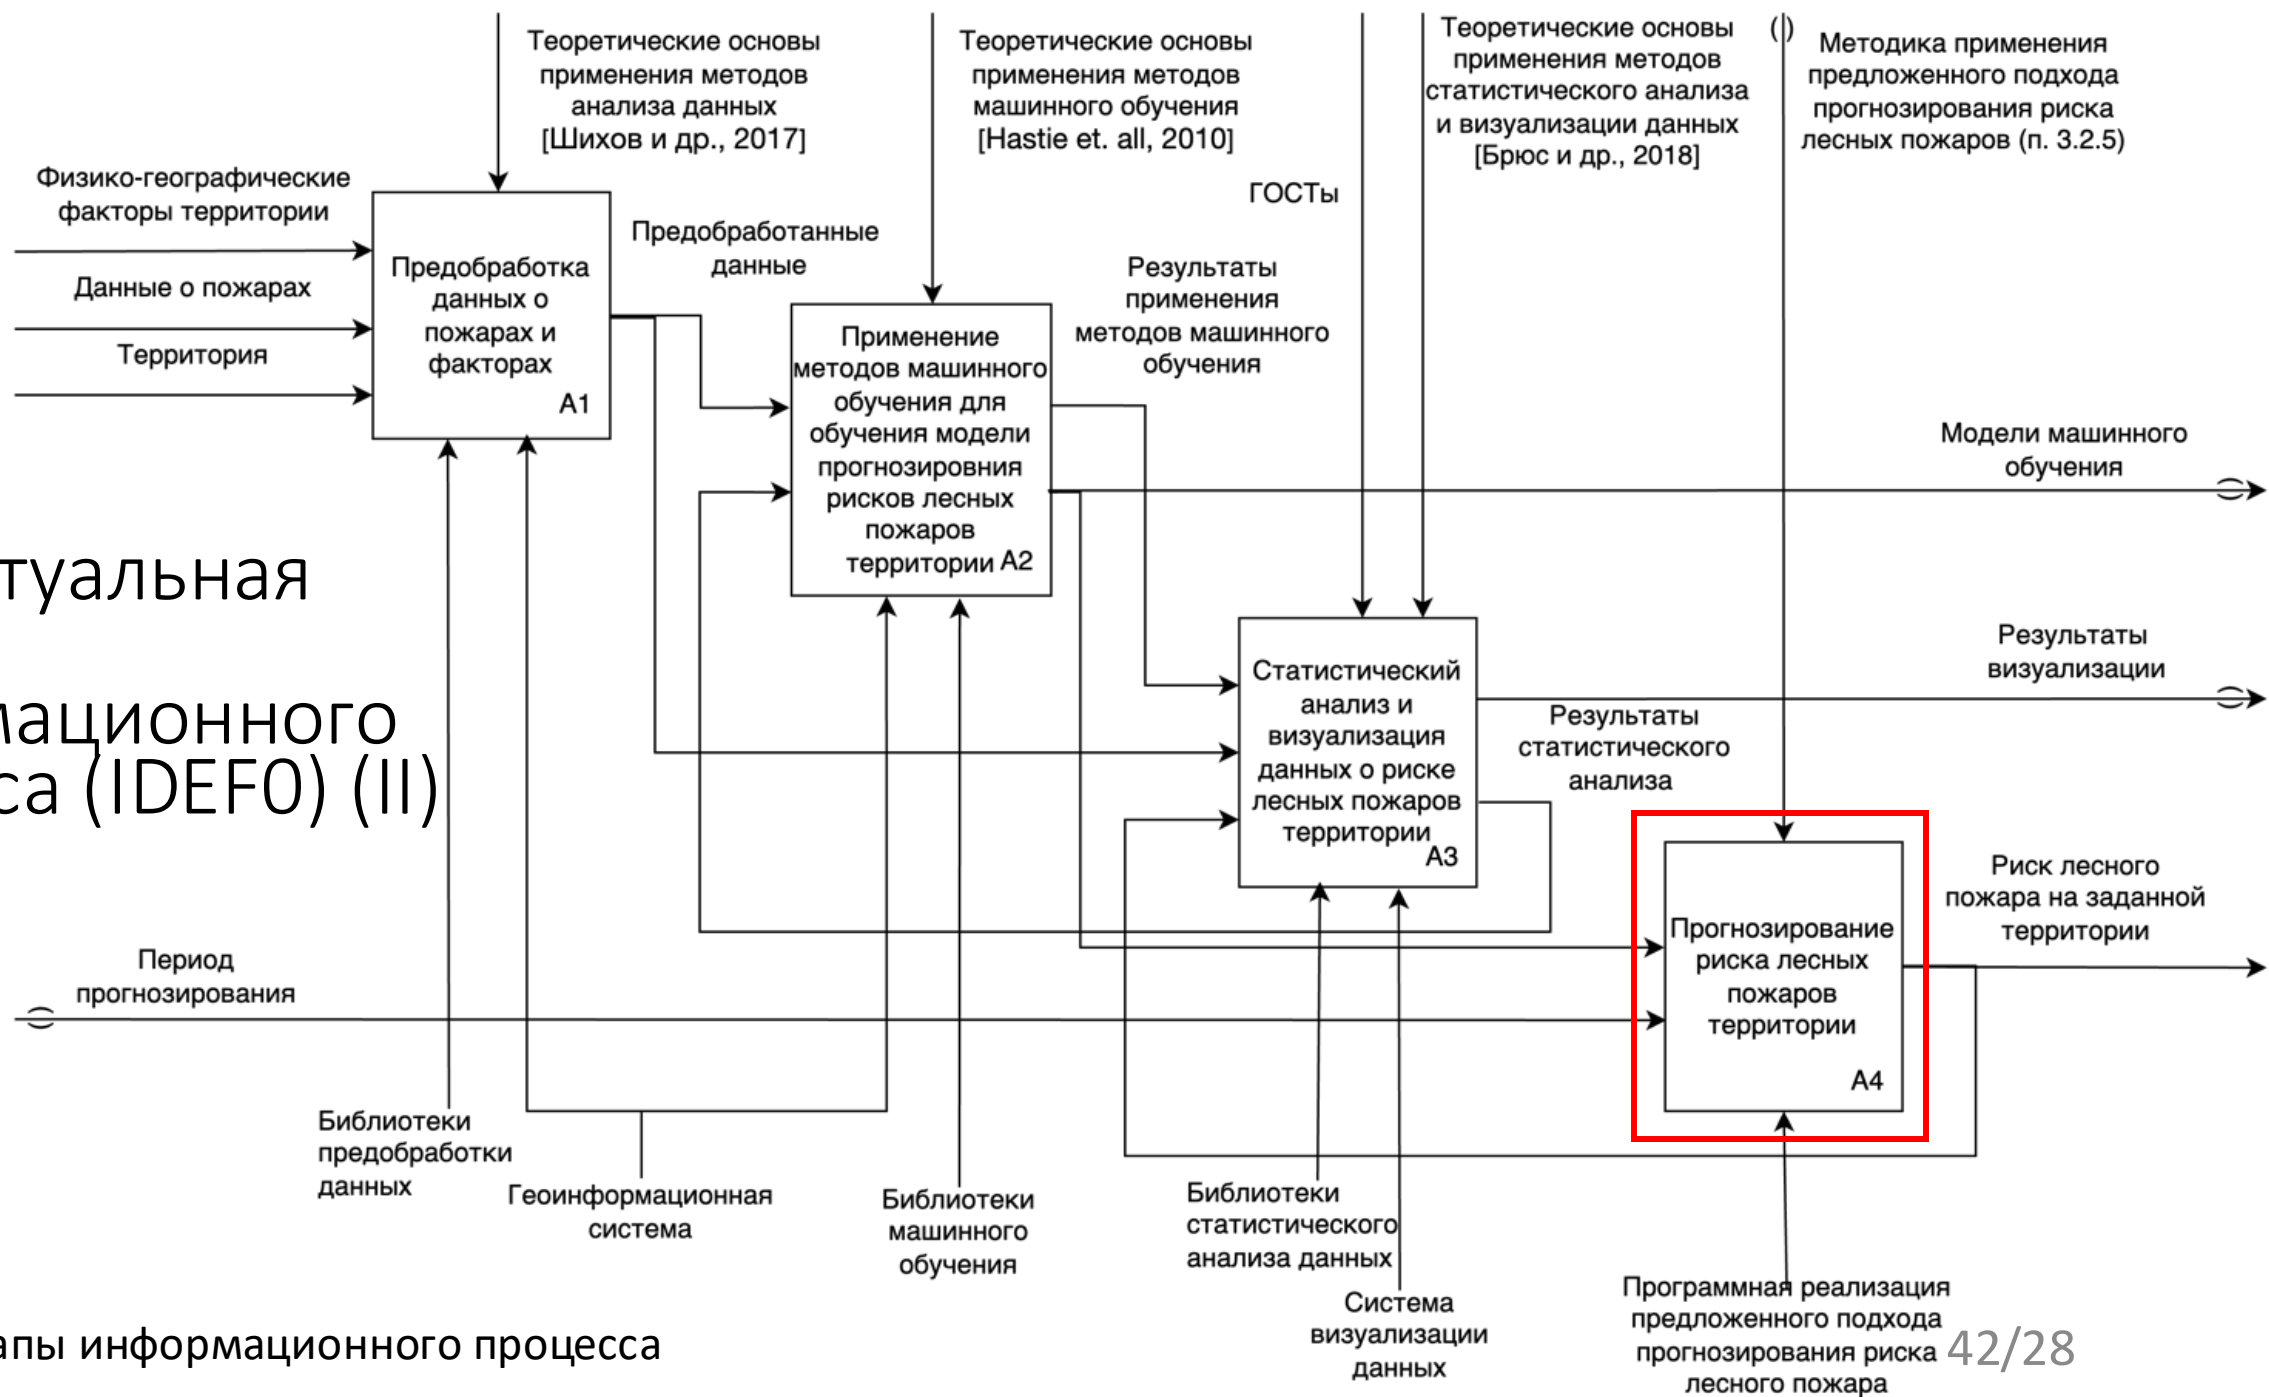 Теоретические основы
применения методов
анализа данных
[Шихов и др., 2017]
Теоретические основы
применения методов
машинного обучения
[Hastie et. all, 2010]
Теоретические основы
применения методов
статистического анализа
и визуализации данных
[Брюс и др., 2018]
Методика применения
предложенного подхода
прогнозирования риска
лесных пожаров (п. 3.2.5)
ГОСТы
Физико-географические
факторы территории
Данные о пожарах
Территория
Предобработка
данных о
пожарах и
факторах
А1
Предобработанные
данные
Применение
методов машинного
обучения для
обучения модели
прогнозировния
рисков лесных
пожаров
территории А2
Результаты
применения
методов машинного
обучения
Модели машинного
обучения
туальная
мационного
са (IDEF0) (II)
Статистический
анализ и
визуализация
данных о риске
лесных пожаров
территории
А3
Результаты
визуализации
Результаты
статистического
анализа
Прогнозирование
риска лесных
пожаров
территории
А4
Риск лесного
пожара на заданной
территории
Период
прогнозирования
Библиотеки
предобработки
данных
Геоинформационная
система
Библиотеки
машинного
обучения
Библиотеки
статистического
анализа данных
Система
визуализации
данных
Программная реализация
предложенного подхода
прогнозирования риска
лесного пожара
апы информационного процесса
42/28